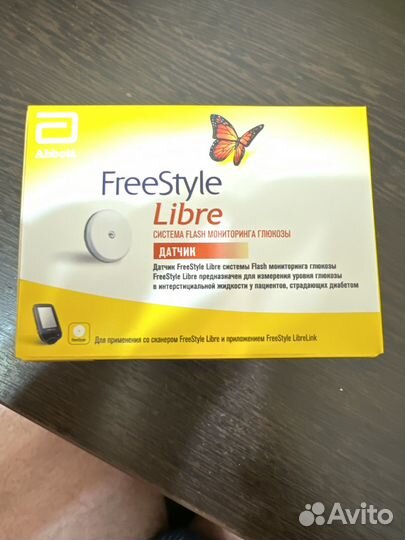 Abbott
FreeStyle
Libre
СИСТЕМА FLASH МОНИТОРИНГА ГЛЮКОЗЫ
ДАТЧИК
Датчик FreeStyle Libre системы Flash мониторинга глюкозы
FreeStyle Libre предназначен для измерения уровня глюкозы
в интерстициальной жидкости у пациентов, страдающих диабетом
Для применения со сканером FreeStyle Libre и приложением FreeStyle LibreLink
Avito